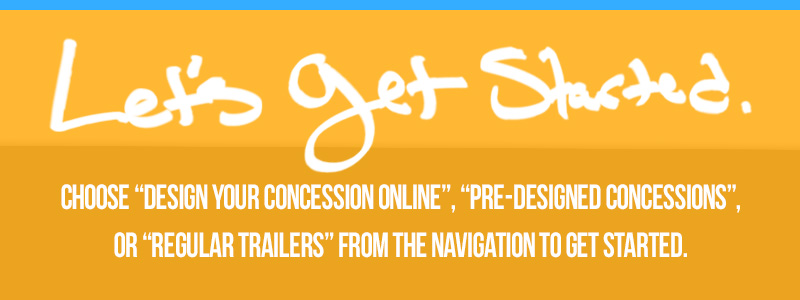 Let's get Started.
CHOOSE “DESIGN YOUR CONCESSION ONLINE”, “PRE-DESIGNED CONCESSIONS”,
OR “REGULAR TRAILERS” FROM THE NAVIGATION TO GET STARTED.